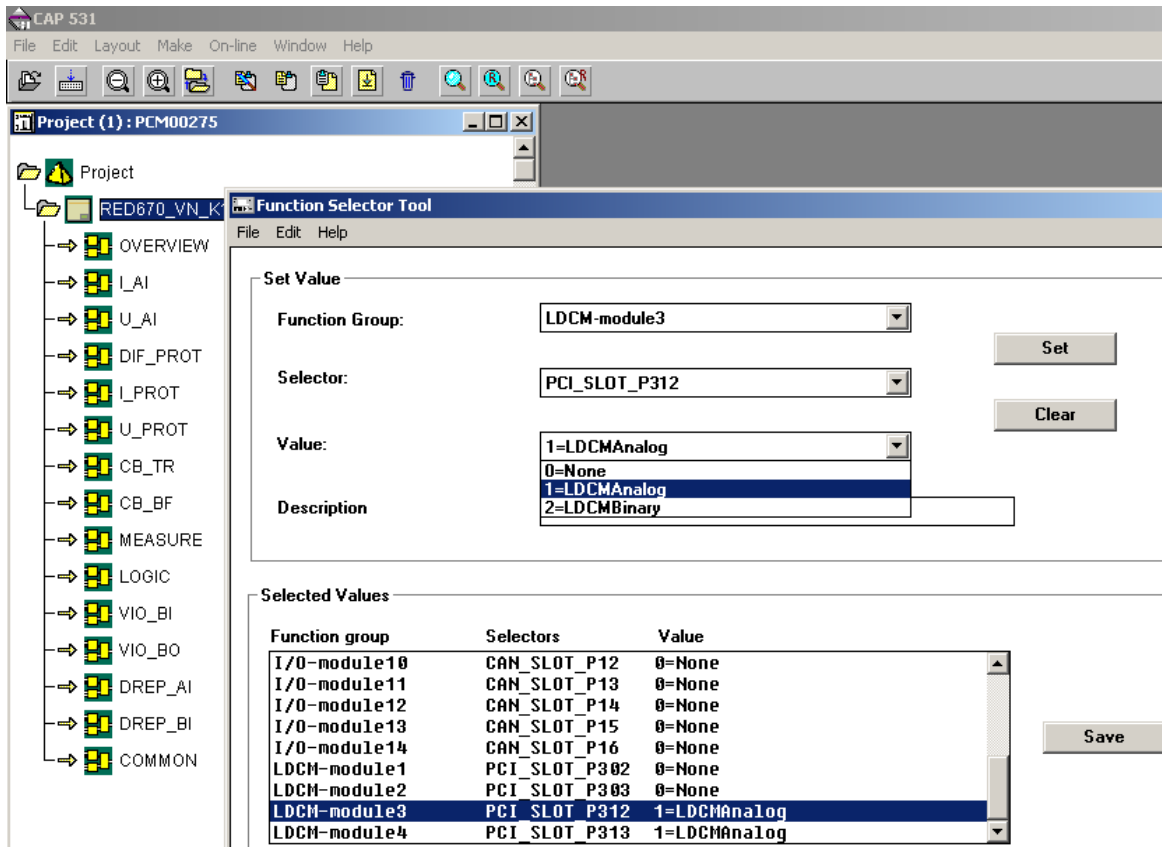 CAP 531
File Edit Layout Make On-line Window Help
Project (1) : PCM00275
Project
RED670_VN_K
OVERVIEW
I_AI
U_AI
DIF_PROT
I_PROT
U_PROT
CB_TR
CB_BF
MEASURE
LOGIC
VIO_BI
VIO_BO
DREP_AI
DREP_BI
COMMON
Function Selector Tool
File Edit Help
Set Value
Function Group: LDCM-module3
Set
Selector: PCI_SLOT_P312
Clear
Value: 1=LDCMAnalog
0=None
1=LDCMAnalog
2=LDCMBinary
Description
Selected Values
Function group Selectors Value
I/O-module10 CAN_SLOT_P12 0=None
I/O-module11 CAN_SLOT_P13 0=None
I/O-module12 CAN_SLOT_P14 0=None
I/O-module13 CAN_SLOT_P15 0=None
I/O-module14 CAN_SLOT_P16 0=None
LDCM-module1 PCI_SLOT_P302 0=None
LDCM-module2 PCI_SLOT_P303 0=None
LDCM-module3 PCI_SLOT_P312 1=LDCMAnalog
LDCM-module4 PCI_SLOT_P313 1=LDCMAnalog
Save